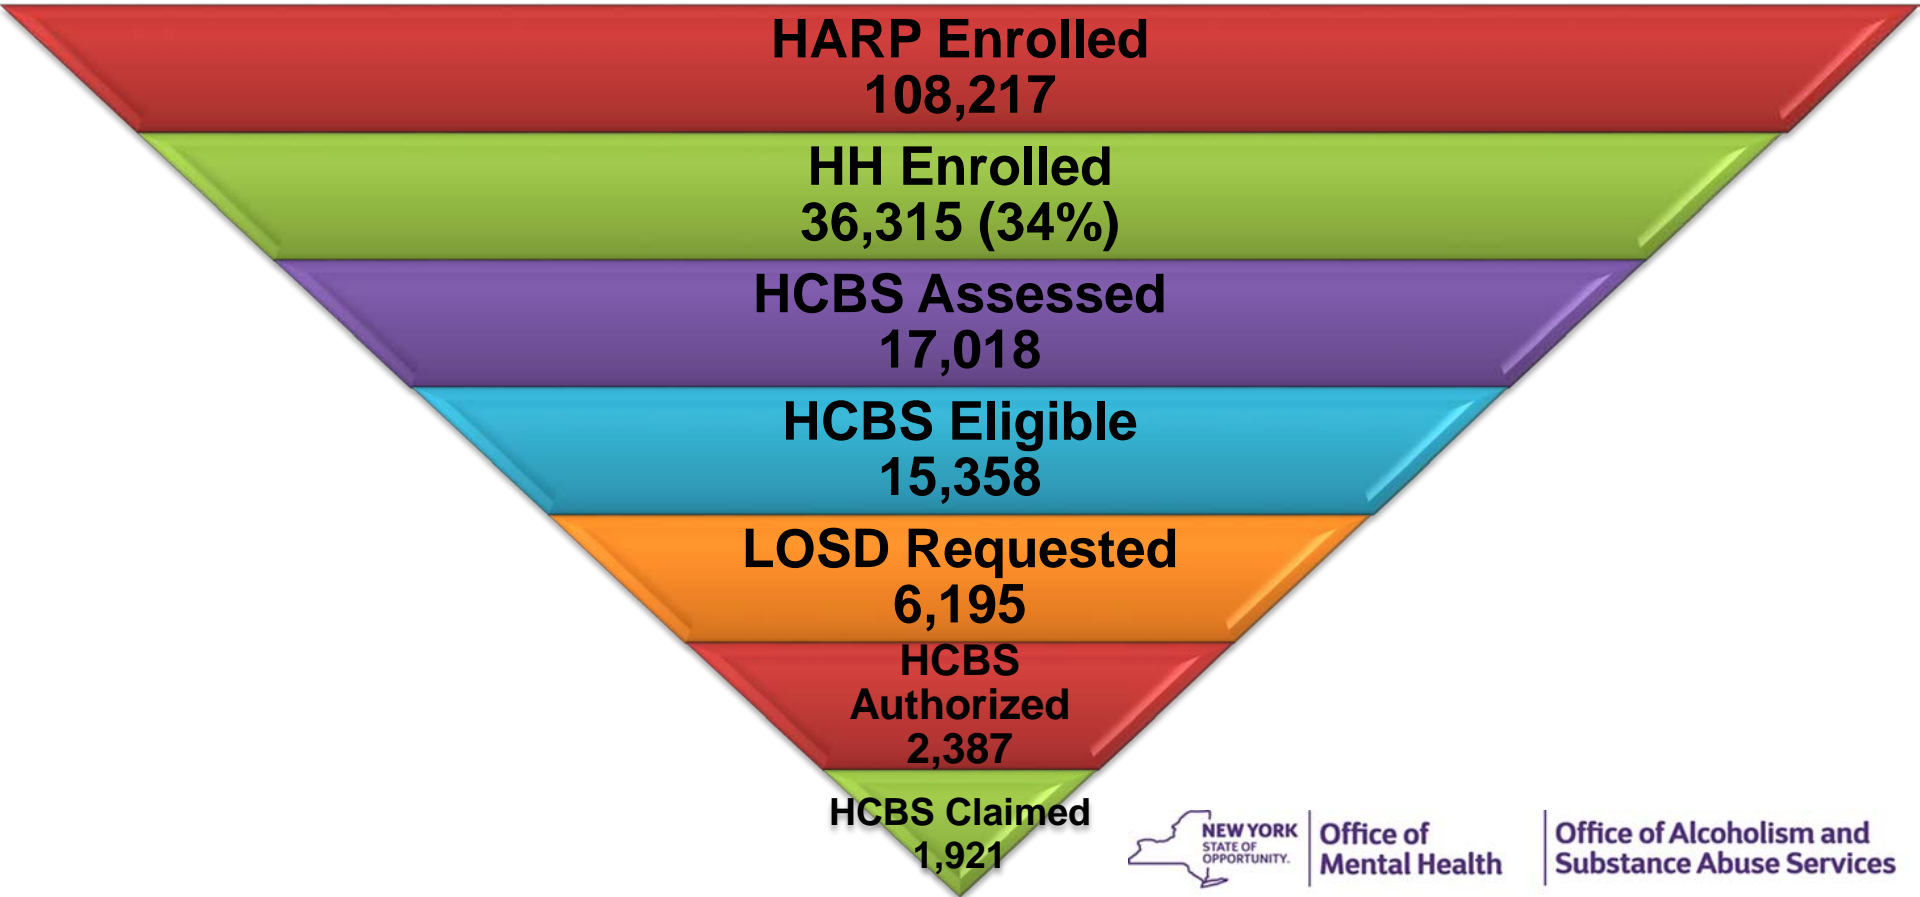 HARP Enrolled
108,217
HH Enrolled
36,315 (34%)
HCBS Assessed
17,018
HCBS Eligible
15,358
LOSD Requested
6,195
HCBS
Authorized
2,387
HCBS Claimed
1,921
NEW YORK
STATE OF
OPPORTUNITY.
Office of
Mental Health
Office of Alcoholism and
Substance Abuse Services